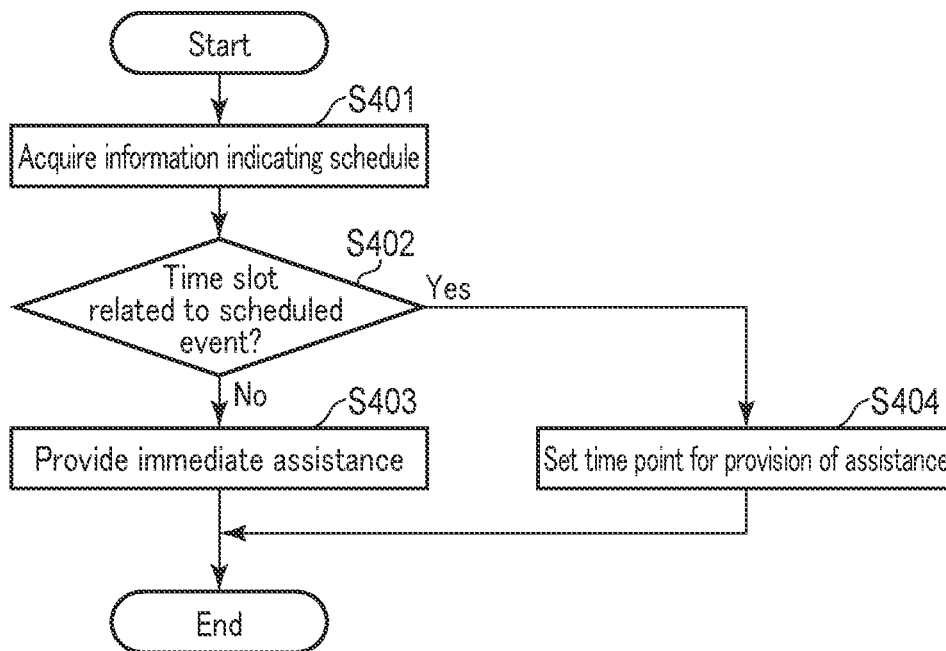 Start
S401
Acquire information indicating schedule
S402
Time slot
related to scheduled
event?
Yes
No
S403
Provide immediate assistance
S404
Set time point for provision of assistance
End